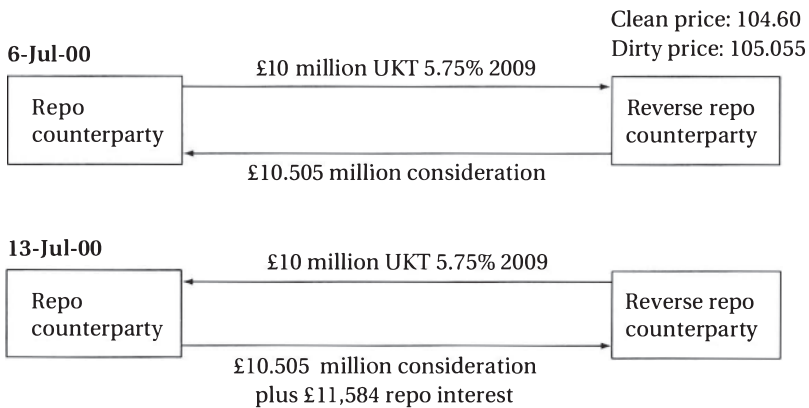 Clean price: 104.60
Dirty price: 105.055
6-Jul-00
£10 million UKT 5.75% 2009
Repo
counterparty
Reverse repo
counterparty
£10.505 million consideration
13-Jul-00
£10 million UKT 5.75% 2009
Repo
counterparty
Reverse repo
counterparty
£10.505 million consideration
plus £11,584 repo interest